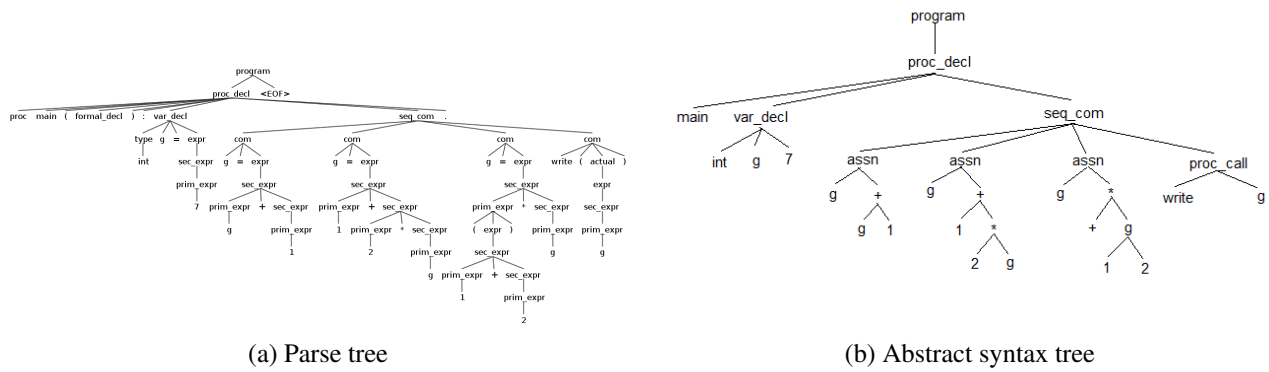 program
proc_decl <EOF>
proc main ( formal_decl ) : var_decl seq_com .
type g = expr com com com com
int sec_expr g = expr g = expr g = expr write ( actual )
prim_expr sec_expr sec_expr sec_expr expr
7 prim_expr + sec_expr prim_expr + sec_expr prim_expr * sec_expr sec_expr
g prim_expr 1 prim_expr * sec_expr ( expr ) prim_expr prim_expr
1 2 prim_expr sec_expr g g
g prim_expr + sec_expr
1 prim_expr
2
(a) Parse tree
program
proc_decl
main var_decl seq_com
int g 7 assn assn assn proc_call
g + g + g * write g
g 1 1 * + g
2 g 1 2
(b) Abstract syntax tree